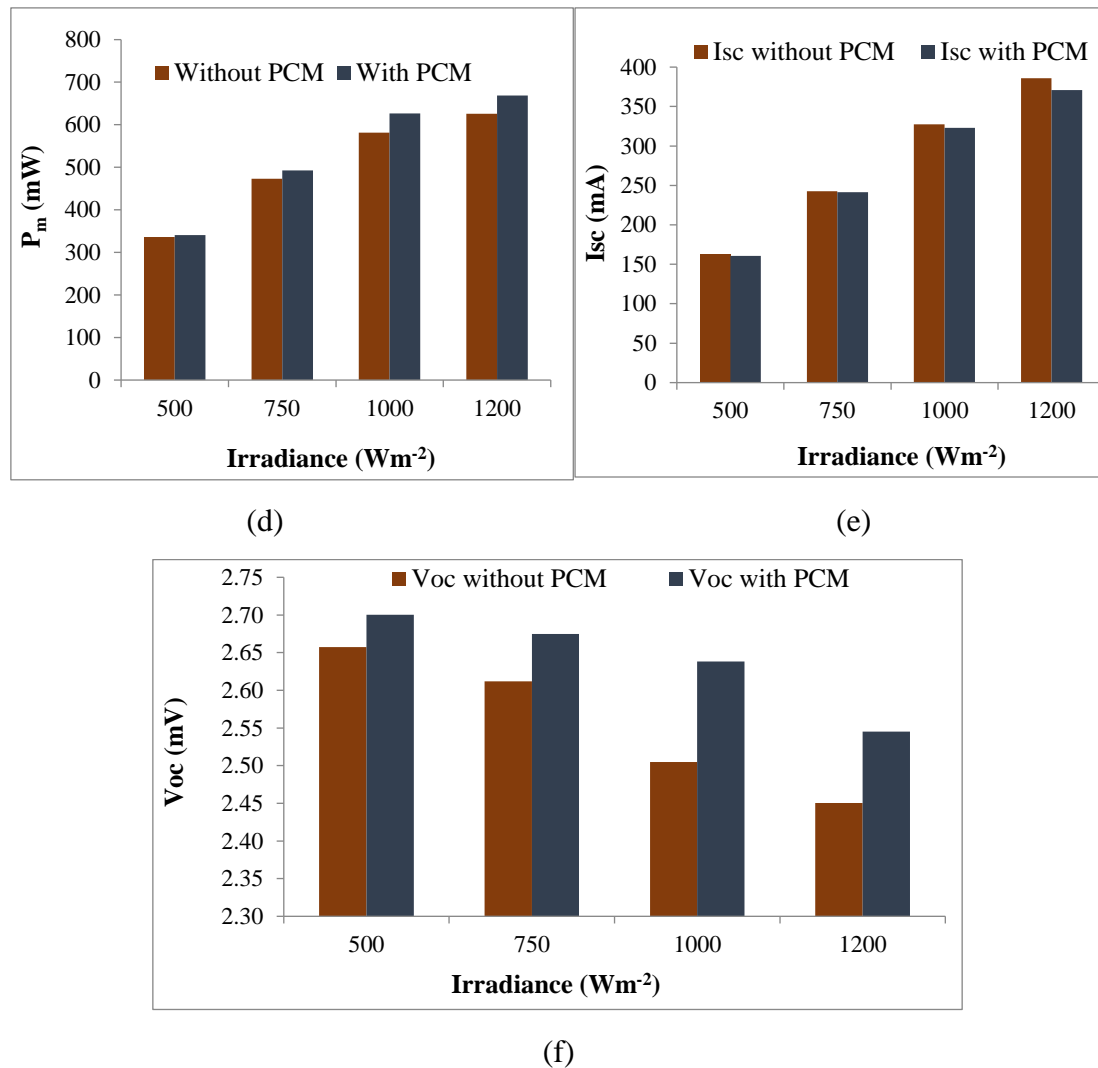 800
700
600
500
400
300
200
100
0
P_m (mW)
Without PCM With PCM
500 750 1000 1200
Irradiance (Wm⁻²)
(d)
Isc without PCM Isc with PCM
400
350
300
250
200
150
100
50
0
Isc (mA)
500 750 1000 1200
Irradiance (Wm⁻²)
(e)
Voc without PCM Voc with PCM
2.75
2.70
2.65
2.60
2.55
2.50
2.45
2.40
2.35
2.30
Voc (mV)
500 750 1000 1200
Irradiance (Wm⁻²)
(f)